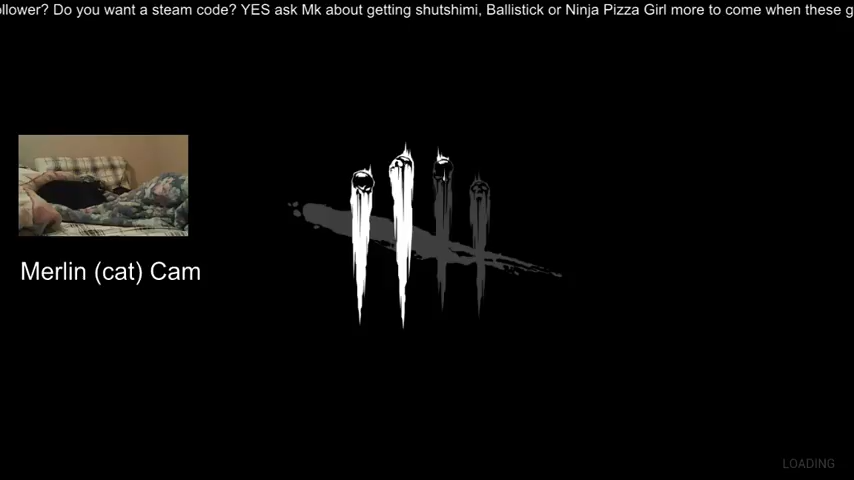 ollower? Do you want a steam code? YES ask Mk about getting shutshimi, Ballistick or Ninja Pizza Girl more to come when these g
Merlin (cat) Cam
LOADING